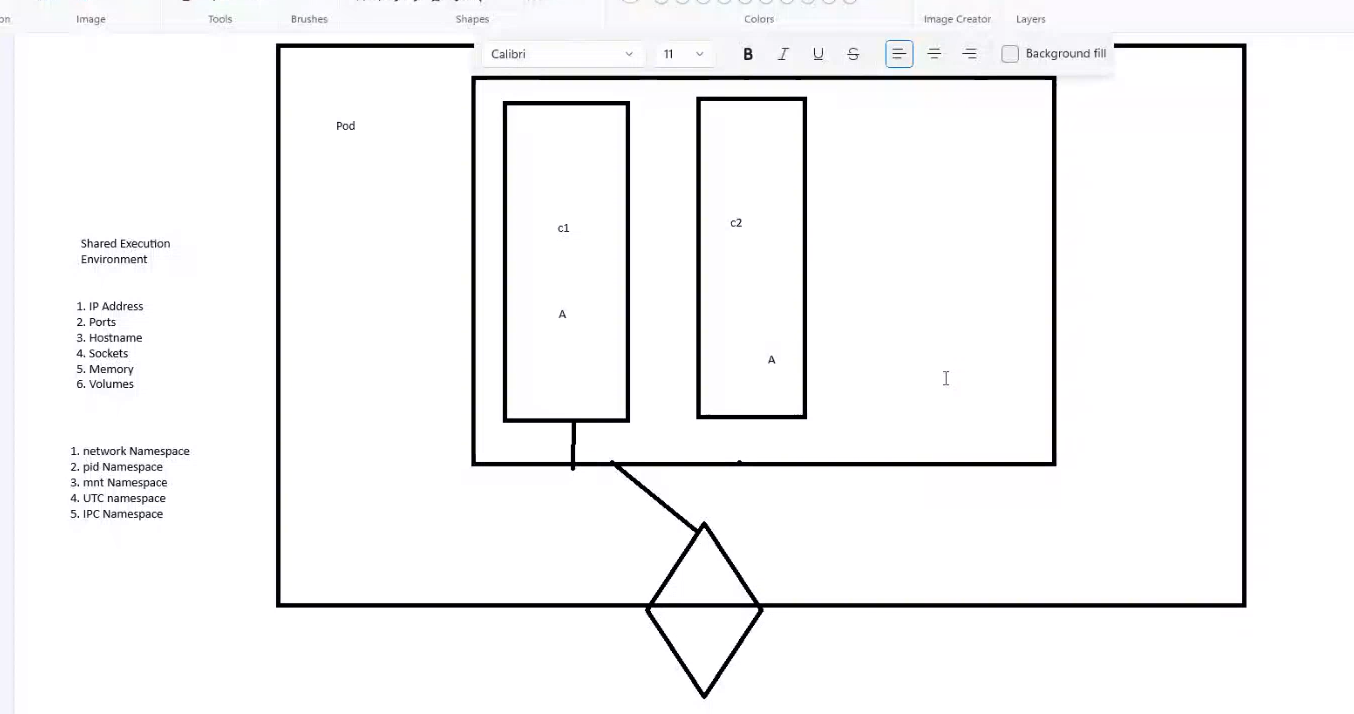 Image
Tools
Brushes
Shapes
Colors
Image Creator
Layers
Calibri
11
B
I
U
S
Background fill
Pod
c1
c2
A
A
Shared Execution
Environment
1. IP Address
2. Ports
3. Hostname
4. Sockets
5. Memory
6. Volumes
1. network Namespace
2. pid Namespace
3. mnt Namespace
4. UTC namespace
5. IPC Namespace